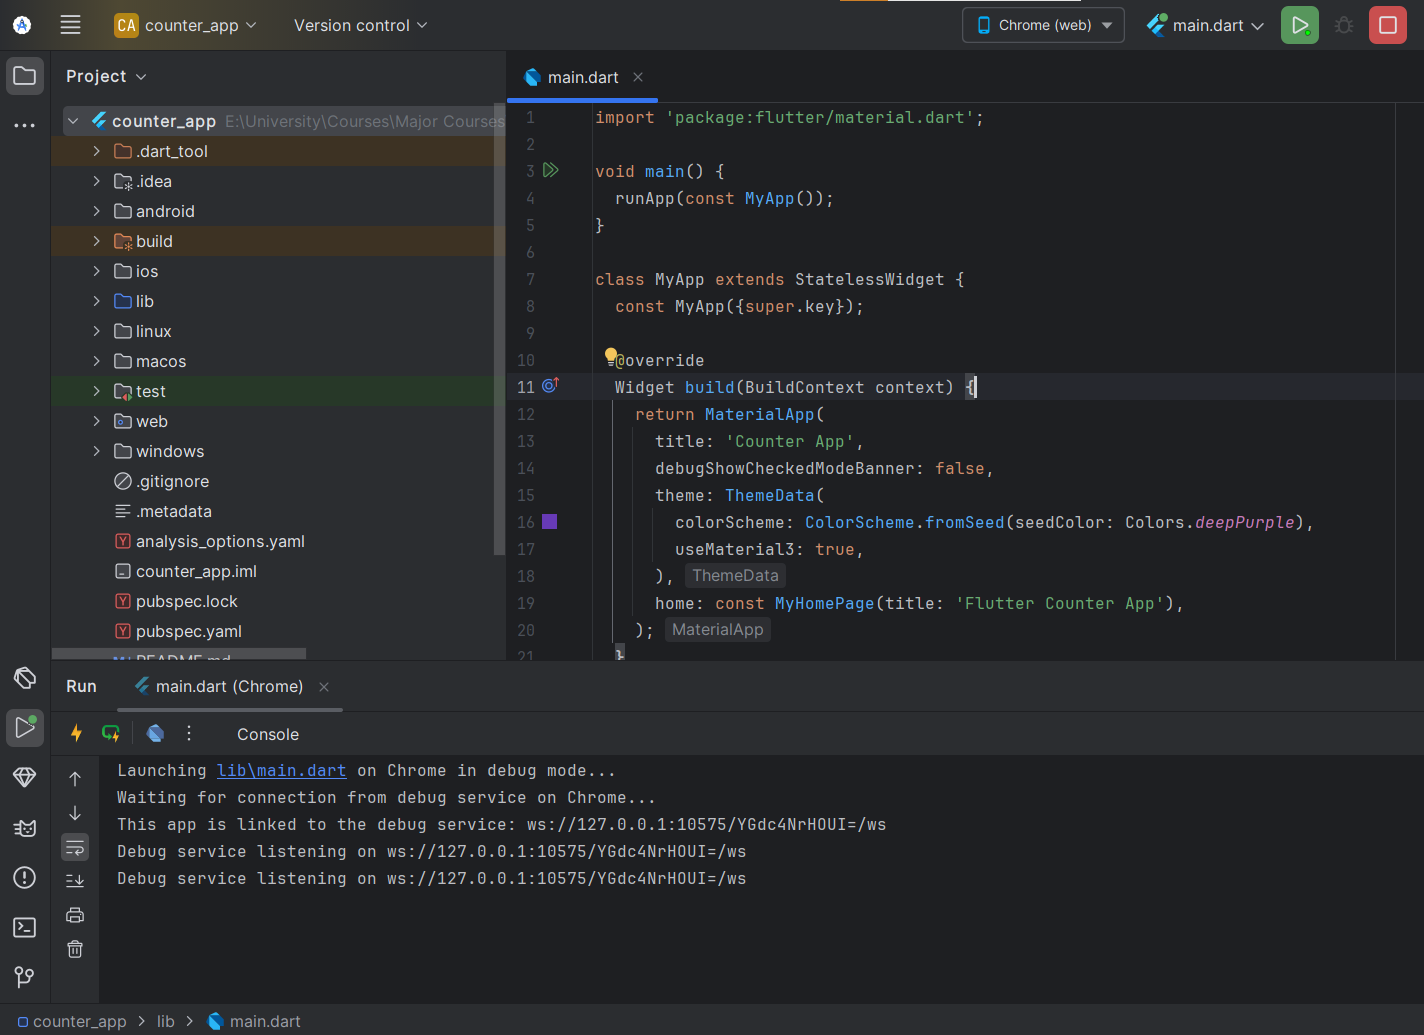 CA counter_app Version control Chrome (web) main.dart
Project
counter_app E:\University\Courses\Major Courses
.dart_tool
.idea
android
build
ios
lib
linux
macos
test
web
windows
.gitignore
.metadata
analysis_options.yaml
counter_app.iml
pubspec.lock
pubspec.yaml
README.md
main.dart
1 import 'package:flutter/material.dart';
2
3 void main() {
4 runApp(const MyApp());
5 }
6
7 class MyApp extends StatelessWidget {
8 const MyApp({super.key});
9
10 @override
11 Widget build(BuildContext context) {
12 return MaterialApp(
13 title: 'Counter App',
14 debugShowCheckedModeBanner: false,
15 theme: ThemeData(
16 colorScheme: ColorScheme.fromSeed(seedColor: Colors.deepPurple),
17 useMaterial3: true,
18 ), ThemeData
19 home: const MyHomePage(title: 'Flutter Counter App'),
20 ); MaterialApp
21 }
Run main.dart (Chrome)
Console
Launching lib\main.dart on Chrome in debug mode...
Waiting for connection from debug service on Chrome...
This app is linked to the debug service: ws://127.0.0.1:10575/YGdc4NrHOUI=/ws
Debug service listening on ws://127.0.0.1:10575/YGdc4NrHOUI=/ws
Debug service listening on ws://127.0.0.1:10575/YGdc4NrHOUI=/ws
counter_app > lib > main.dart